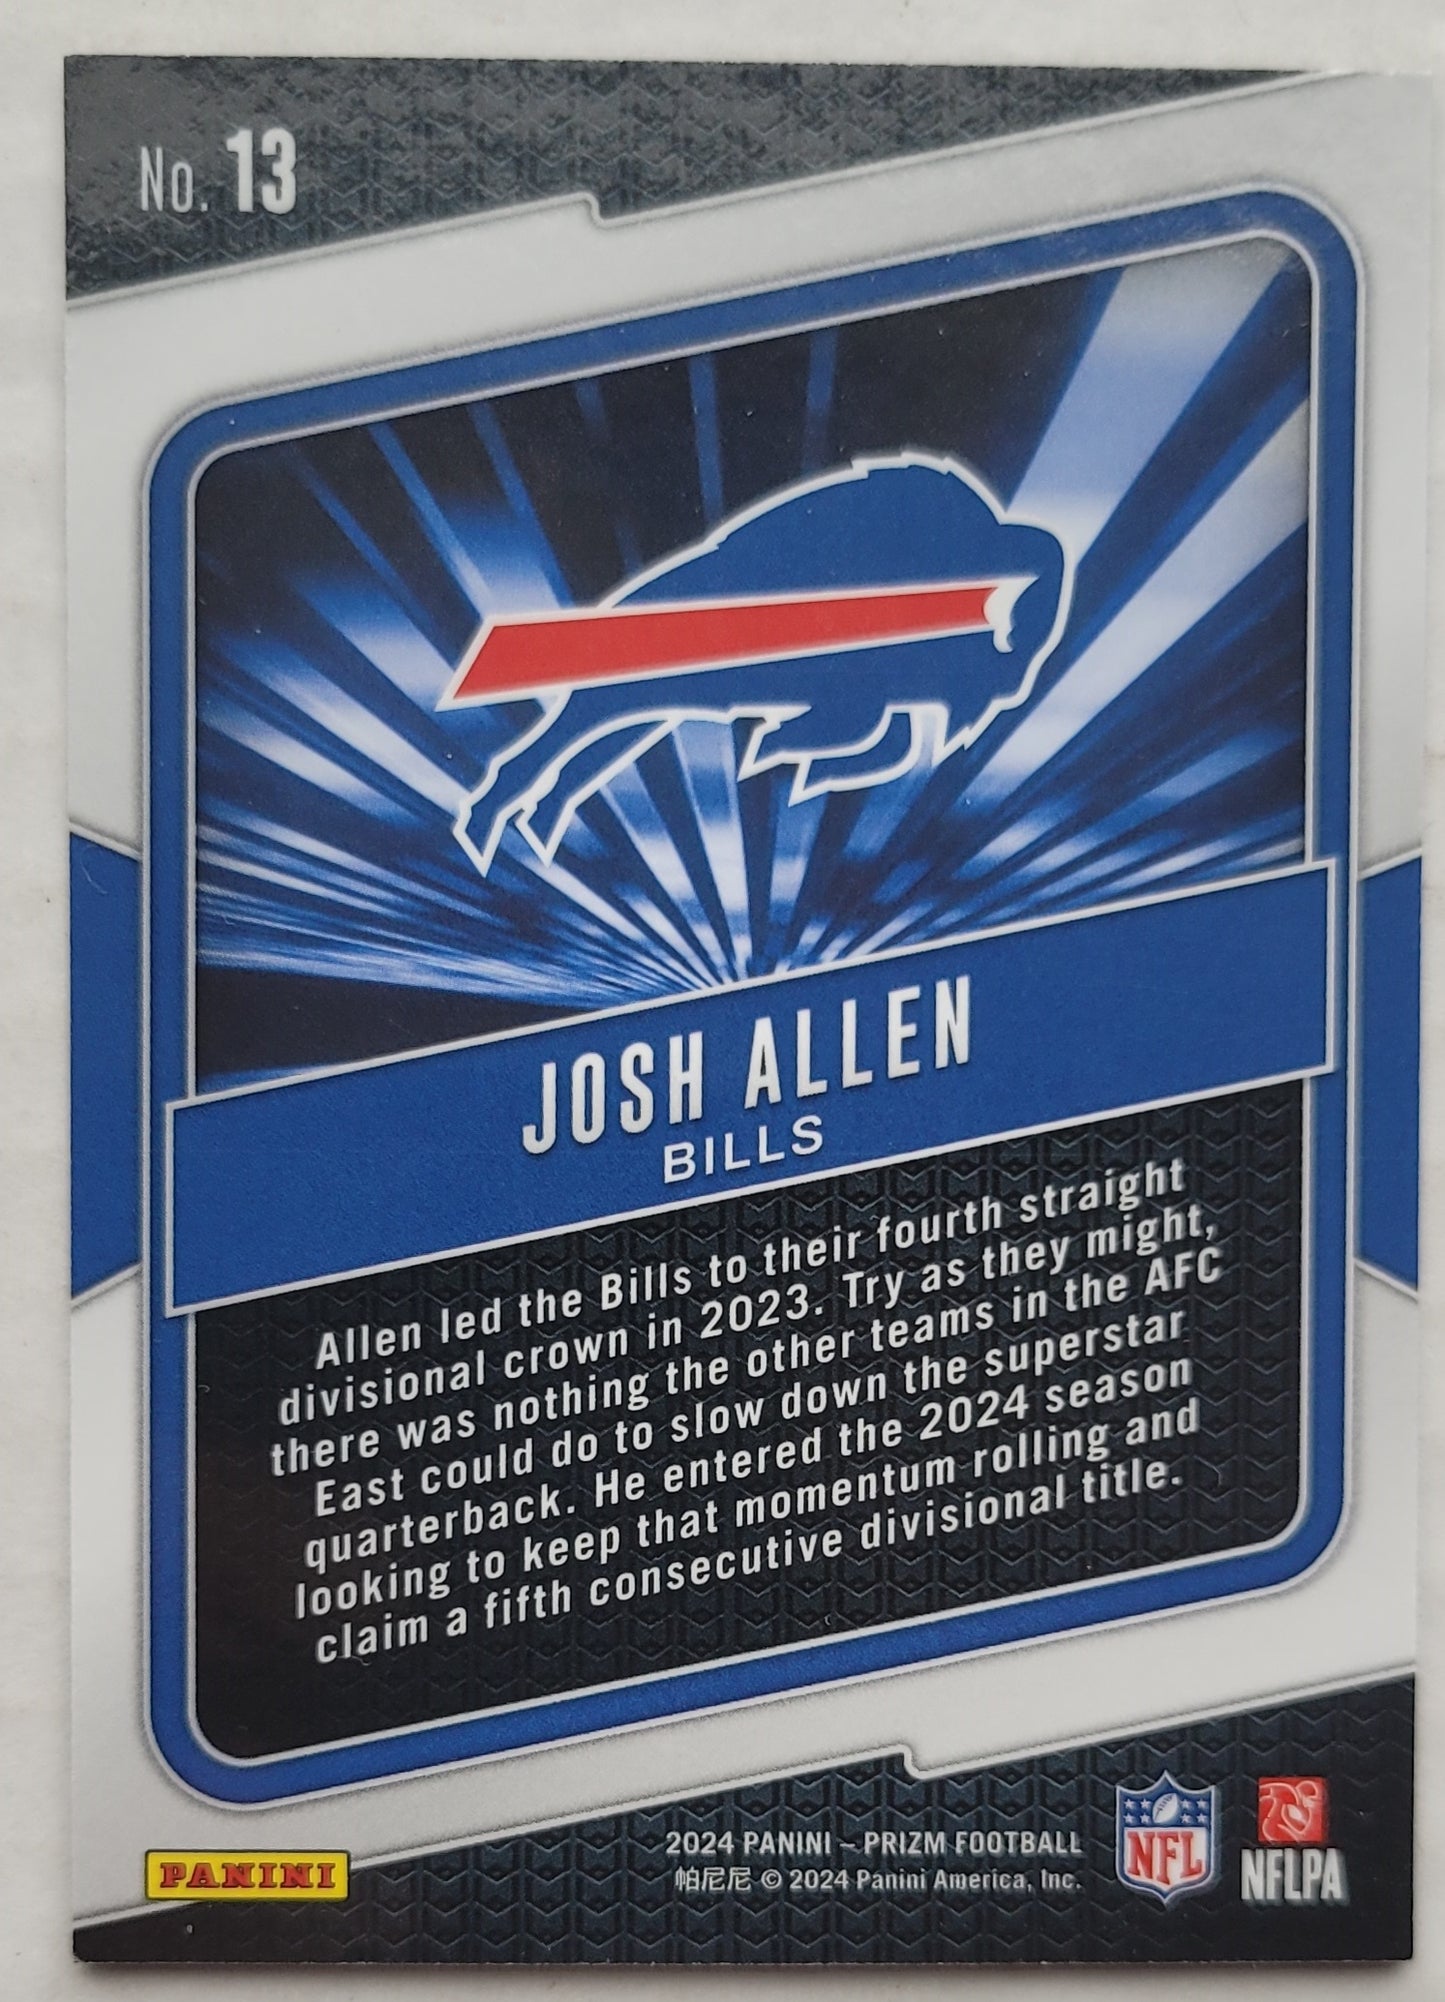 No. 13
JOSH ALLEN
BILLS
Allen led the Bills to their fourth straight
divisional crown in 2023. Try as they might,
there was nothing the other teams in the AFC
East could do to slow down the superstar
quarterback. He entered the 2024 season
looking to keep that momentum rolling and
claim a fifth consecutive divisional title.
PANINI
2024 PANINI – PRIZM FOOTBALL
帕尼尼 © 2024 Panini America, Inc.
NFL
NFLPA